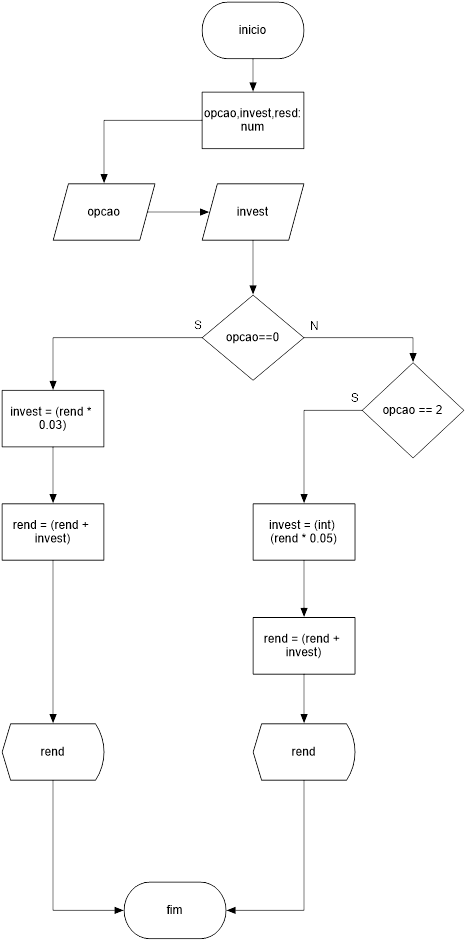 inicio
opcao,invest,resd:
num
opcao
invest
S
opcao==0
N
S
opcao == 2
invest = (rend *
0.03)
rend = (rend +
invest)
invest = (int)
(rend * 0.05)
rend = (rend +
invest)
rend
rend
fim